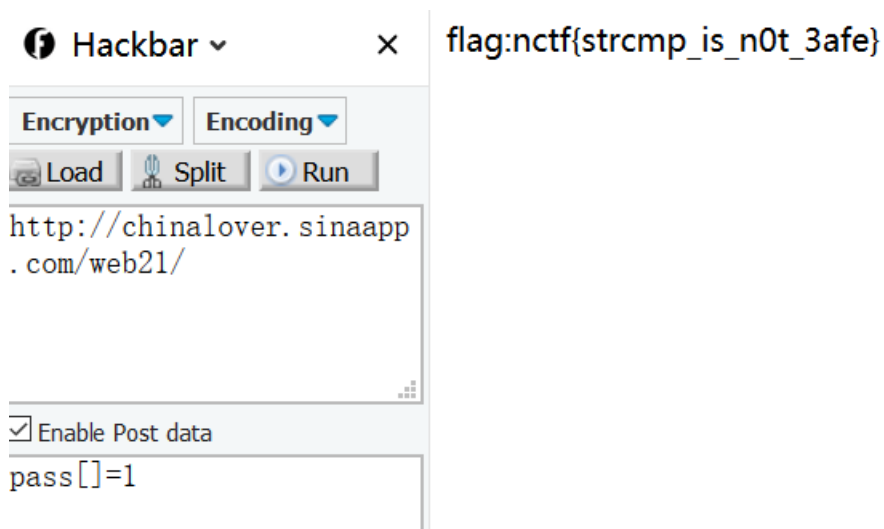 Hackbar
flag:nctf{strcmp_is_n0t_3afe}
Encryption
Encoding
Load
Split
Run
http://chinalover.sinaapp
.com/web21/
Enable Post data
pass[]=1